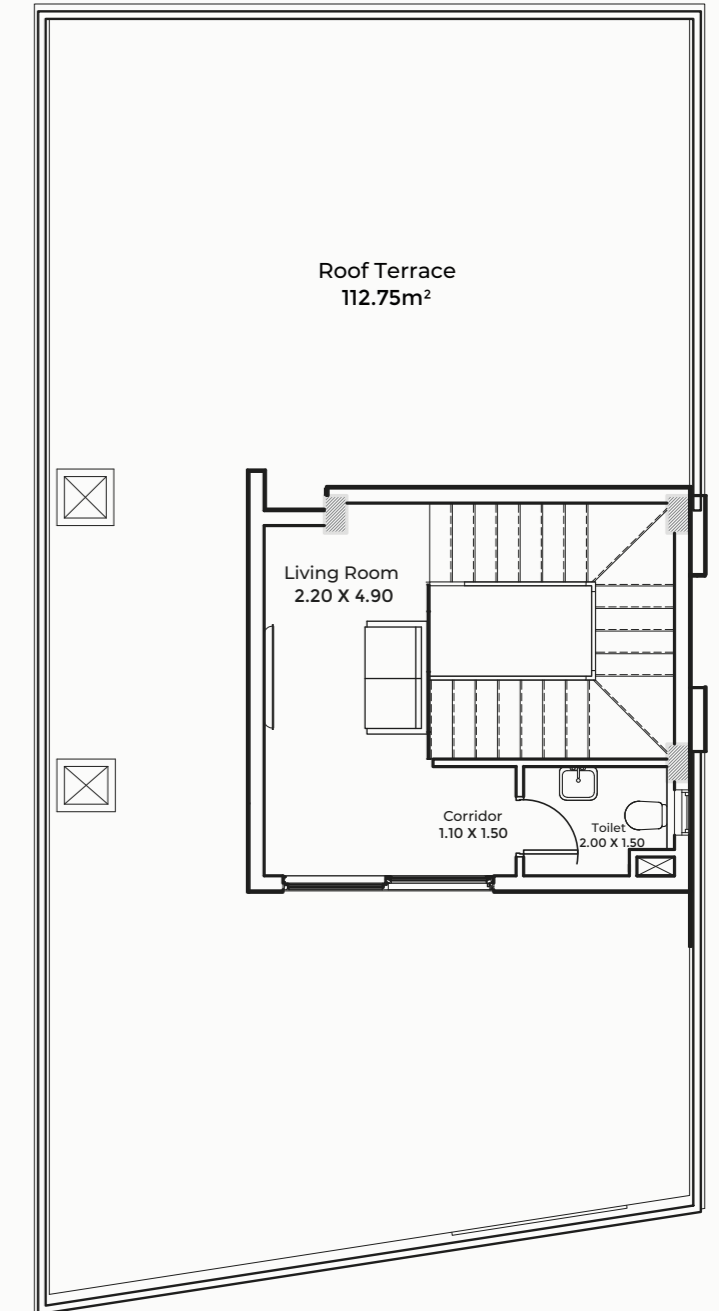 Roof Terrace
112.75m²
Living Room
2.20 X 4.90
Corridor
1.10 X 1.50
Toilet
2.00 X 1.50